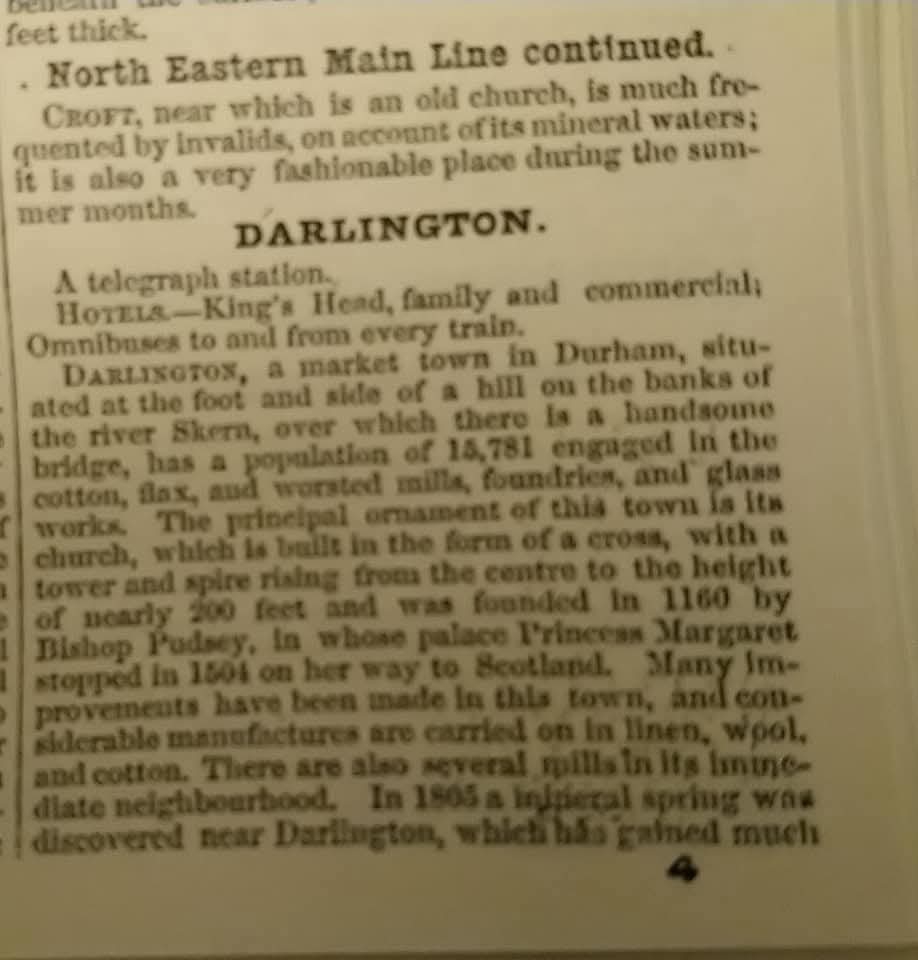 beneath the
feet thick.
North Eastern Main Line continued.
CROFT, near which is an old church, is much fre-
quented by invalids, on account of its mineral waters;
it is also a very fashionable place during the sum-
mer months.
DARLINGTON.
A telegraph station.
HOTELS.—King's Head, family and commercial;
Omnibuses to and from every train.
DARLINGTON, a market town in Durham, situ-
ated at the foot and side of a hill on the banks of
the river Skern, over which there is a handsome
bridge, has a population of 15,781 engaged in the
cotton, flax, and worsted mills, foundries, and glass
works. The principal ornament of this town is its
church, which is built in the form of a cross, with a
tower and spire rising from the centre to the height
of nearly 200 feet and was founded in 1160 by
Bishop Pudsey, in whose palace Princess Margaret
stopped in 1504 on her way to Scotland. Many im-
provements have been made in this town, and con-
siderable manufactures are carried on in linen, wool,
and cotton. There are also several mills in its imme-
diate neighbourhood. In 1805 a mineral spring was
discovered near Darlington, which has gained much
4